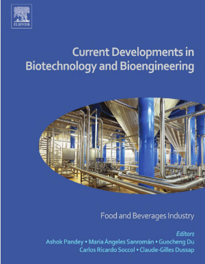 ELSEVIER
Current Developments in
Biotechnology and Bioengineering
Food and Beverages Industry
Editors
Ashok Pandey • Maria Ángeles Sanromán • Guocheng Du
Carlos Ricardo Soccol • Claude-Gilles Dussap